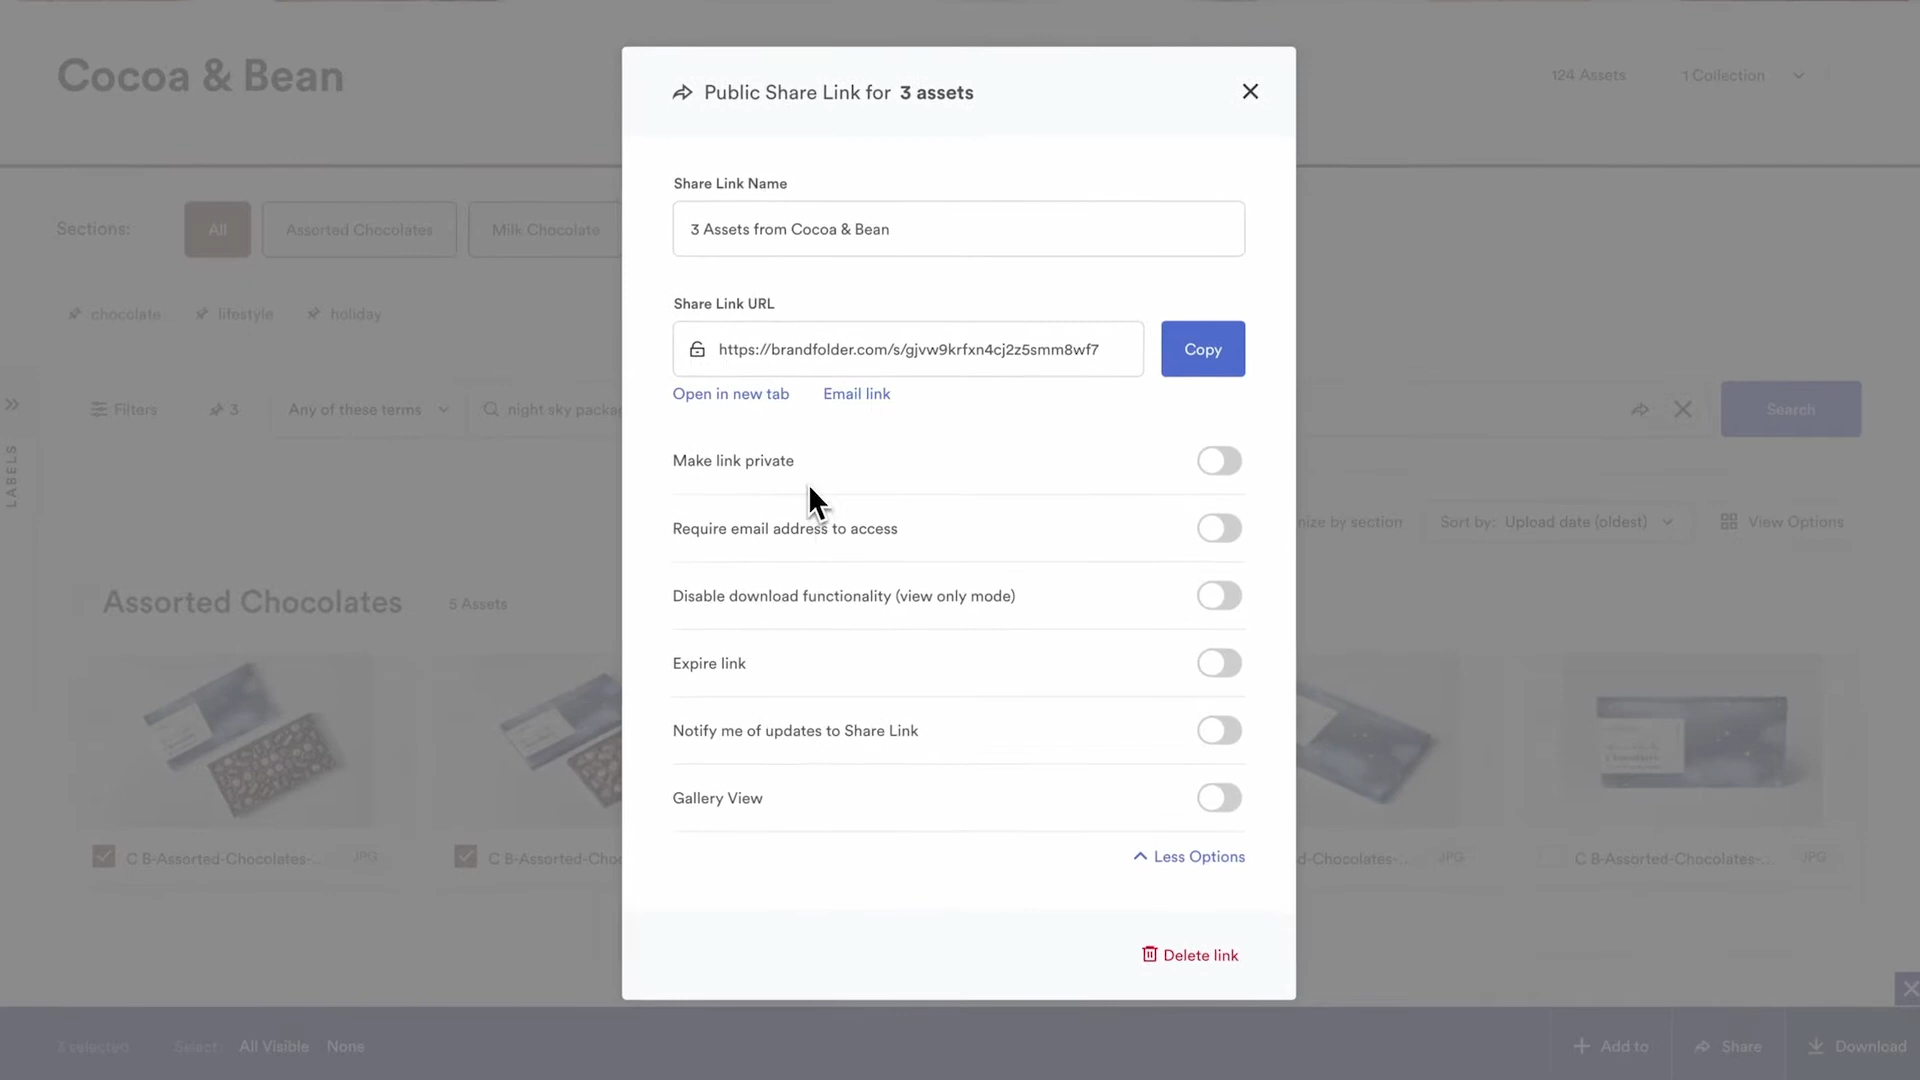 Cocoa & Bean
124 Assets
1 Collection
Public Share Link for 3 assets
Share Link Name
3 Assets from Cocoa & Bean
Share Link URL
https://brandfolder.com/s/gjvw9krfxn4cj2z5smm8wf7
Copy
Open in new tab
Email link
Make link private
Require email address to access
Disable download functionality (view only mode)
Expire link
Notify me of updates to Share Link
Gallery View
Less Options
Delete link
Sections:
All
Assorted Chocolates
Milk Chocolate
chocolate
lifestyle
holiday
Filters
3
Any of these terms
night sky packa
Search
LABELS
nize by section
Sort by: Upload date (oldest)
View Options
Assorted Chocolates
5 Assets
C B-Assorted-Chocolates-...
JPG
C B-Assorted-Cho
d-Chocolates-...
JPG
C B-Assorted-Chocolates-...
JPG
3 selected
Select:
All Visible
None
Add to
Share
Download